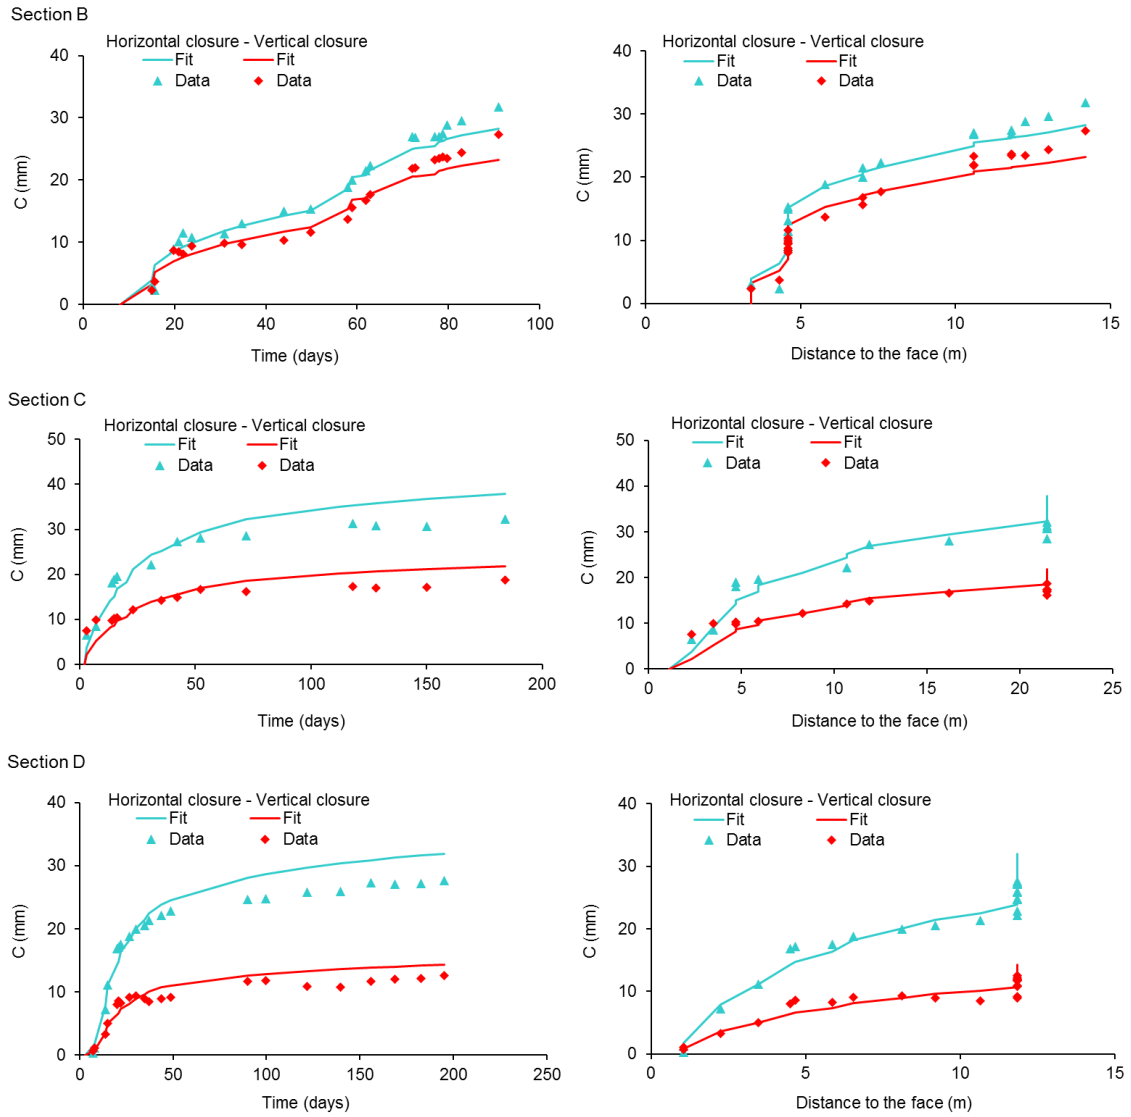 Section B
Horizontal closure - Vertical closure
Fit Fit
Data Data
C (mm)
40
30
20
10
0
0 20 40 60 80 100
Time (days)
Horizontal closure - Vertical closure
Fit Fit
Data Data
C (mm)
40
30
20
10
0
0 5 10 15
Distance to the face (m)
Section C
Horizontal closure - Vertical closure
Fit Fit
Data Data
C (mm)
50
40
30
20
10
0
0 50 100 150 200
Time (days)
Horizontal closure - Vertical closure
Fit Fit
Data Data
C (mm)
50
40
30
20
10
0
0 5 10 15 20 25
Distance to the face (m)
Section D
Horizontal closure - Vertical closure
Fit Fit
Data Data
C (mm)
40
30
20
10
0
0 50 100 150 200 250
Time (days)
Horizontal closure - Vertical closure
Fit Fit
Data Data
C (mm)
40
30
20
10
0
0 5 10 15
Distance to the face (m)